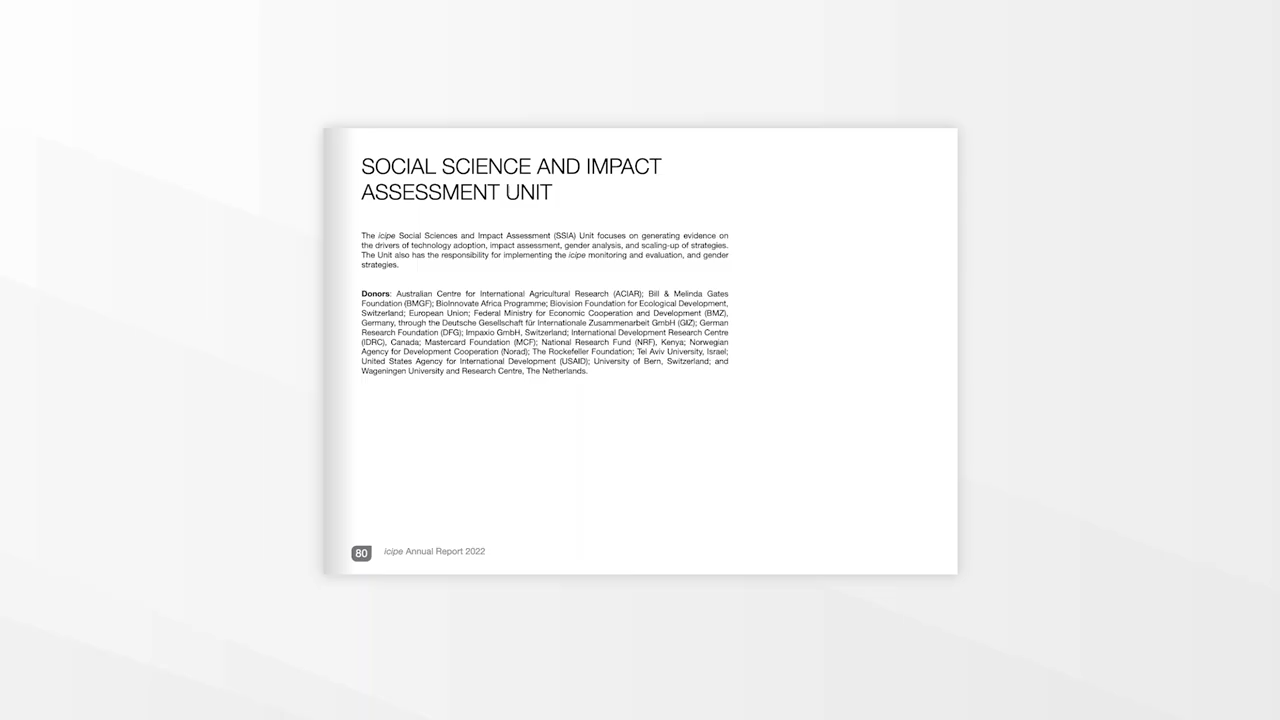 SOCIAL SCIENCE AND IMPACT
ASSESSMENT UNIT
The icipe Social Sciences and Impact Assessment (SSIA) Unit focuses on generating evidence on
the drivers of technology adoption, impact assessment, gender analysis, and scaling-up of strategies.
The Unit also has the responsibility for implementing the icipe monitoring and evaluation, and gender
strategies.
Donors: Australian Centre for International Agricultural Research (ACIAR); Bill & Melinda Gates
Foundation (BMGF); BioInnovate Africa Programme; Biovision Foundation for Ecological Development,
Switzerland; European Union; Federal Ministry for Economic Cooperation and Development (BMZ),
Germany, through the Deutsche Gesellschaft für Internationale Zusammenarbeit GmbH (GIZ); German
Research Foundation (DFG); Impaxio GmbH, Switzerland; International Development Research Centre
(IDRC), Canada; Mastercard Foundation (MCF); National Research Fund (NRF), Kenya; Norwegian
Agency for Development Cooperation (Norad); The Rockefeller Foundation; Tel Aviv University, Israel;
United States Agency for International Development (USAID); University of Bern, Switzerland; and
Wageningen University and Research Centre, The Netherlands.
80 icipe Annual Report 2022